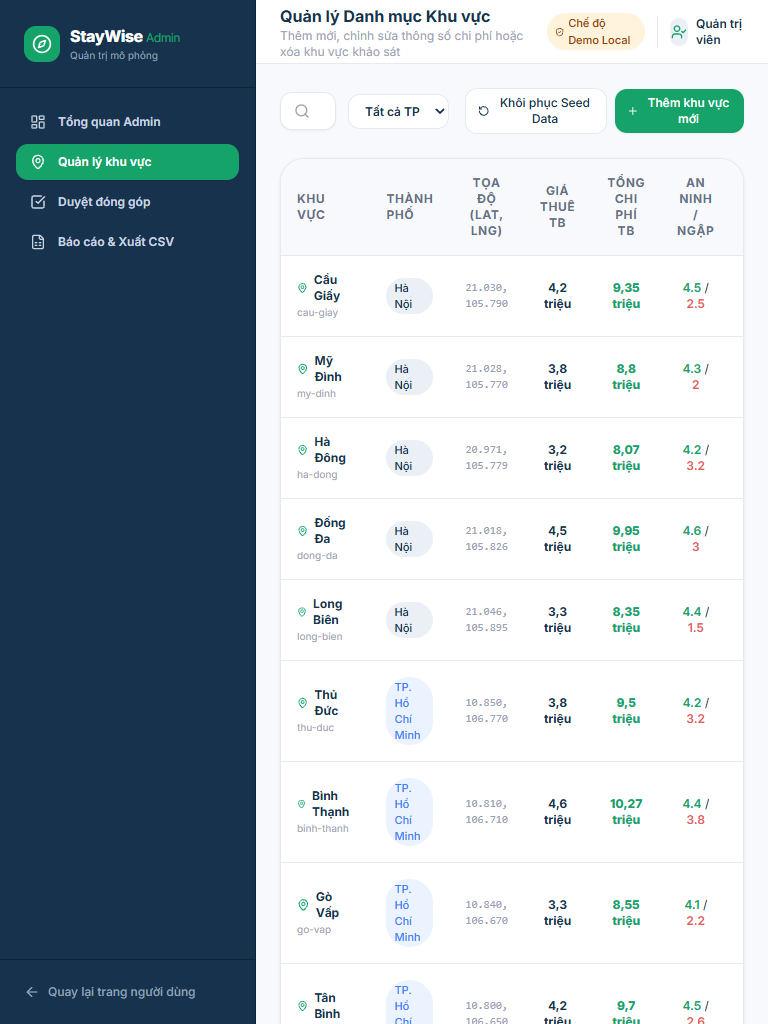 StayWise Admin
Quản trị mô phỏng
Tổng quan Admin
Quản lý khu vực
Duyệt đóng góp
Báo cáo & Xuất CSV
Quay lại trang người dùng
Quản lý Danh mục Khu vực
Thêm mới, chỉnh sửa thông số chi phí hoặc
xóa khu vực khảo sát
Chế độ
Demo Local
Quản trị
viên
Tất cả TP
Khôi phục Seed
Data
Thêm khu vực
mới
KHU
VỰC
THÀNH
PHỐ
TỌA
ĐỘ
(LAT,
LNG)
GIÁ
THUÊ
TB
TỔNG
CHI
PHÍ
TB
AN
NINH
/
NGẬP
Cầu
Giấy
cau-giay
Hà
Nội
21.030,
105.790
4,2
triệu
9,35
triệu
4.5 /
2.5
Mỹ
Đình
my-dinh
Hà
Nội
21.028,
105.770
3,8
triệu
8,8
triệu
4.3 /
2
Hà
Đông
ha-dong
Hà
Nội
20.971,
105.779
3,2
triệu
8,07
triệu
4.2 /
3.2
Đống
Đa
dong-da
Hà
Nội
21.018,
105.826
4,5
triệu
9,95
triệu
4.6 /
3
Long
Biên
long-bien
Hà
Nội
21.046,
105.895
3,3
triệu
8,35
triệu
4.4 /
1.5
Thủ
Đức
thu-duc
TP.
Hồ
Chí
Minh
10.850,
106.770
3,8
triệu
9,5
triệu
4.2 /
3.2
Bình
Thạnh
binh-thanh
TP.
Hồ
Chí
Minh
10.810,
106.710
4,6
triệu
10,27
triệu
4.4 /
3.8
Gò
Vấp
go-vap
TP.
Hồ
Chí
Minh
10.840,
106.670
3,3
triệu
8,55
triệu
4.1 /
2.2
Tân
Bình
TP.
Hồ
Chí
10.800,
106.650
4,2
triệu
9,7
triệu
4.5 /
2.6